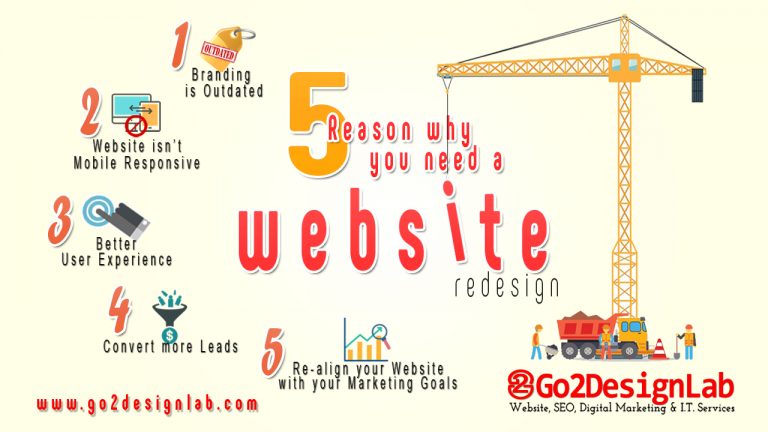 5
Reason why
you need a
website
redesign
1
OUTDATED
Branding
is Outdated
2
Website isn't
Mobile Responsive
3
Better
User Experience
4
$
Convert more Leads
5
Re-align your Website
with your Marketing Goals
www.go2designlab.com
Go2DesignLab
Website, SEO, Digital Marketing & I.T. Services